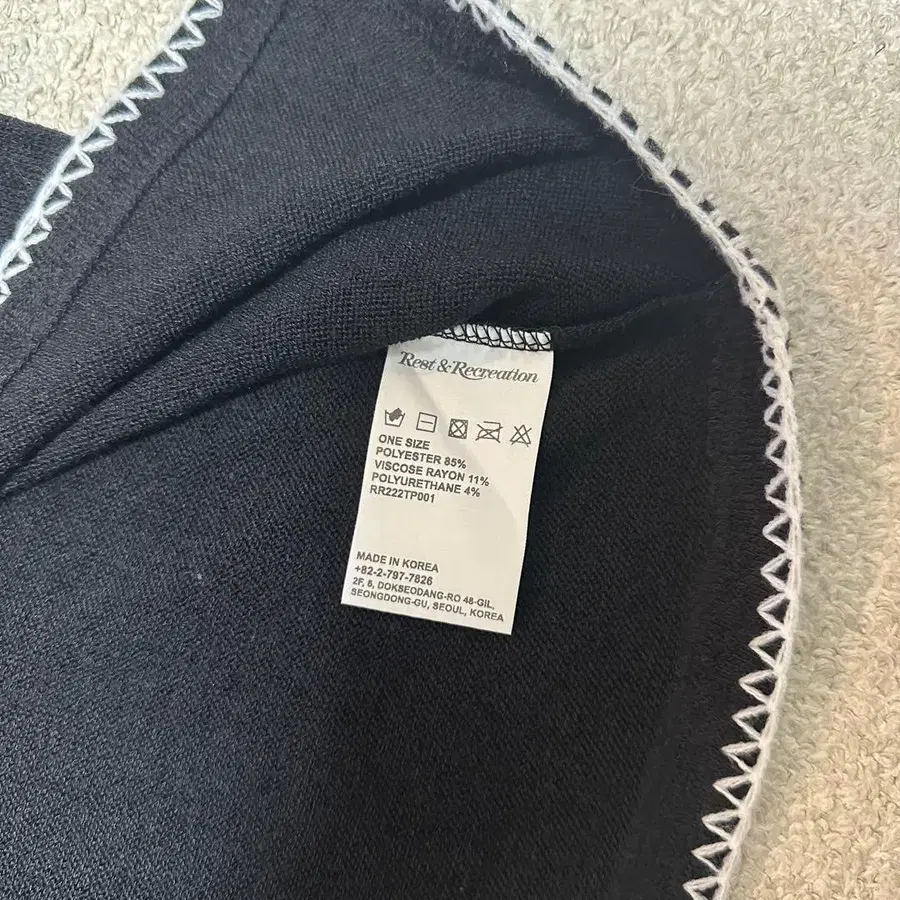 Rest & Recreation
ONE SIZE
POLYESTER 85%
VISCOSE RAYON 11%
POLYURETHANE 4%
RR222TP001
MADE IN KOREA
+82-2-797-7826
2F, 6, DOKSEODANG-RO 48-GIL,
SEONGDONG-GU, SEOUL, KOREA